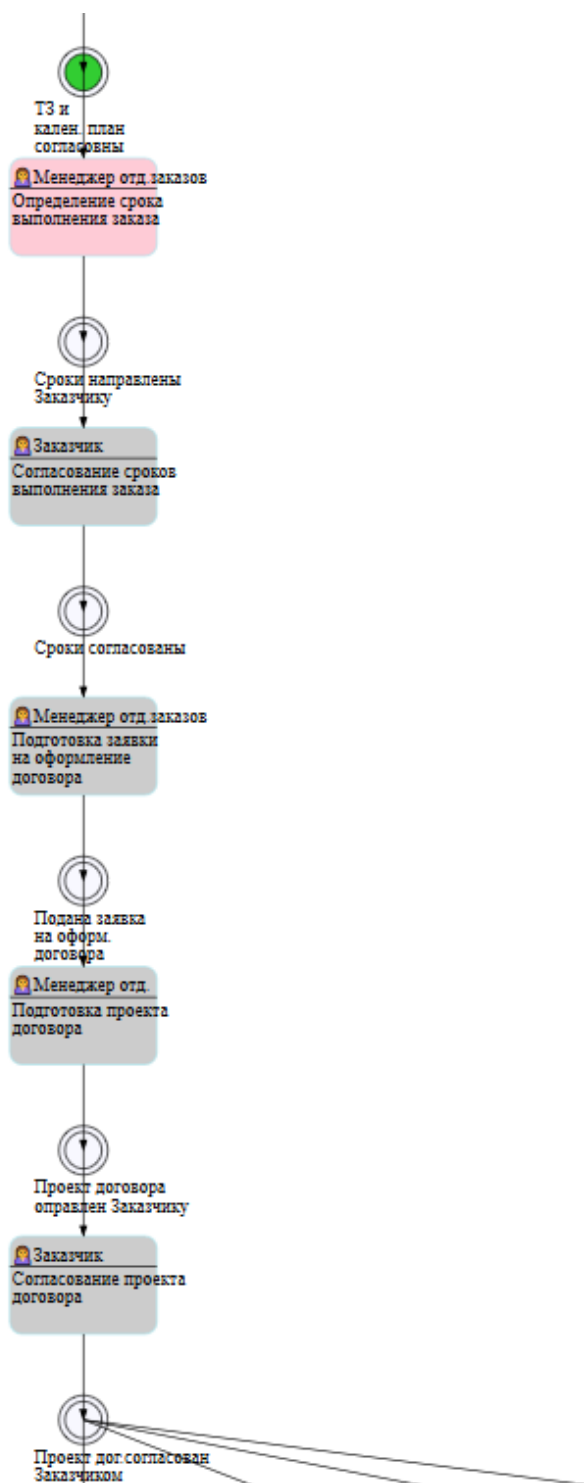 ТЗ и
кален. план
согласовны
Менеджер отд.заказов
Определение срока
выполнения заказа
Сроки направлены
Заказчику
Заказчик
Согласование сроков
выполнения заказа
Сроки согласованы
Менеджер отд.заказов
Подготовка заявки
на оформление
договора
Подана заявка
на оформ.
договора
Менеджер отд.
Подготовка проекта
договора
Проект договора
оправлен Заказчику
Заказчик
Согласование проекта
договора
Проект дог.согласован
Заказчиком